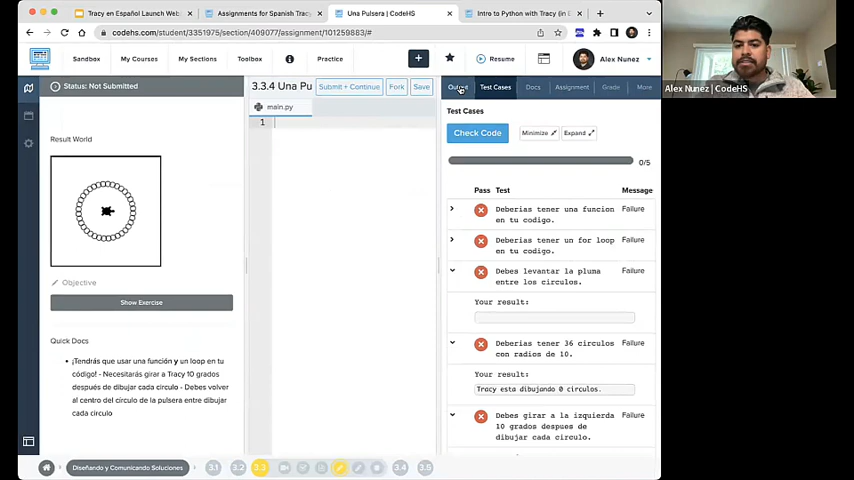 Tracy en Español Launch Web
Assignments for Spanish Tracy
Una Pulsera | CodeHS
Intro to Python with Tracy (in
codehs.com/student/3351975/section/409077/assignment/101259883/#
Sandbox
My Courses
My Sections
Toolbox
Practice
Resume
Alex Nunez
Status: Not Submitted
3.3.4 Una Pu
Submit + Continue
Fork
Save
Output
Test Cases
Docs
Assignment
Grade
More
main.py
1
Result World
Objective
Show Exercise
Quick Docs
¡Tendrás que usar una función y un loop en tu
código! - Necesitarás girar a Tracy 10 grados
después de dibujar cada circulo - Debes volver
al centro del círculo de la pulsera entre dibujar
cada circulo
Test Cases
Check Code
Minimize
Expand
0/5
Pass
Test
Message
Deberias tener una funcion
en tu codigo.
Failure
Deberias tener un for loop
en tu codigo.
Failure
Debes levantar la pluma
entre los circulos.
Failure
Your result:
Deberias tener 36 circulos
con radios de 10.
Failure
Your result:
Tracy esta dibujando 0 circulos.
Debes girar a la izquierda
10 grados despues de
dibujar cada circulo.
Failure
Diseñando y Comunicando Soluciones
3.1
3.2
3.3
3.4
3.5
Alex Nunez | CodeHS